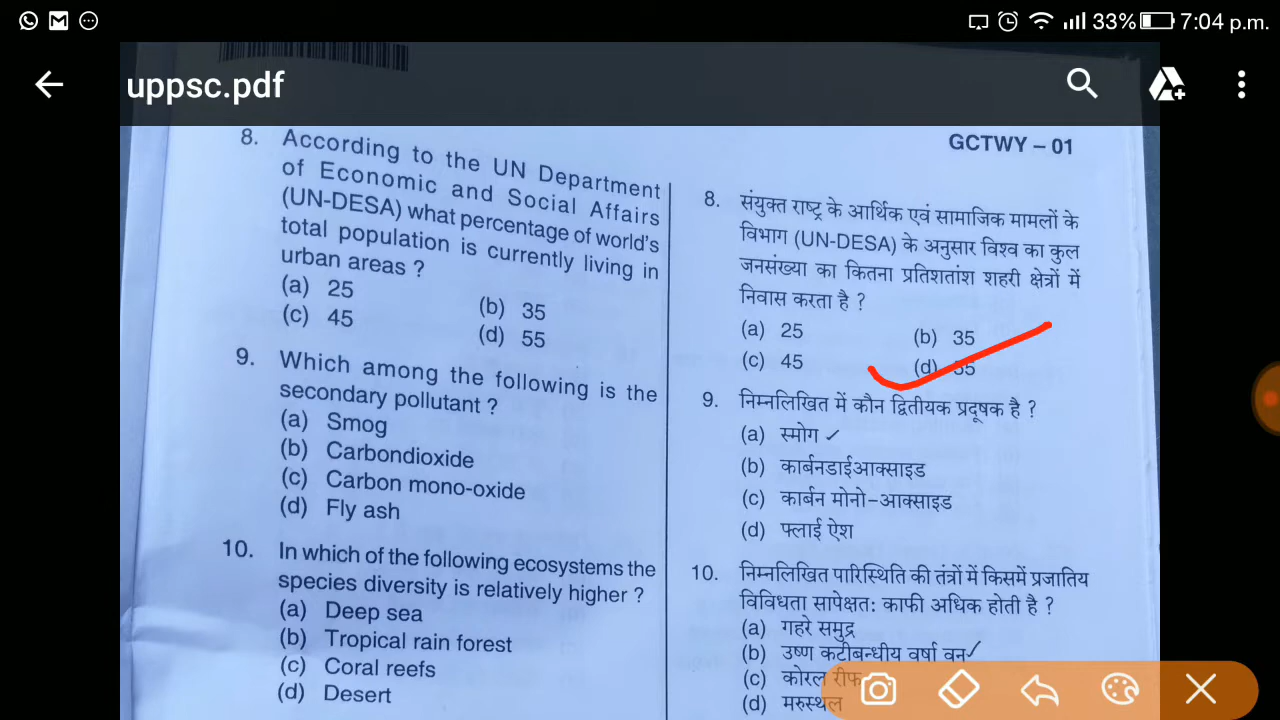 33% 7:04 p.m.
uppsc.pdf
GCTWY – 01
8. According to the UN Department
of Economic and Social Affairs
(UN-DESA) what percentage of world's
total population is currently living in
urban areas ?
(a) 25
(b) 35
(c) 45
(d) 55
9. Which among the following is the
secondary pollutant ?
(a) Smog
(b) Carbondioxide
(c) Carbon mono-oxide
(d) Fly ash
10. In which of the following ecosystems the
species diversity is relatively higher ?
(a) Deep sea
(b) Tropical rain forest
(c) Coral reefs
(d) Desert
8. संयुक्त राष्ट्र के आर्थिक एवं सामाजिक मामलों के
विभाग (UN-DESA) के अनुसार विश्व का कुल
जनसंख्या का कितना प्रतिशतांश शहरी क्षेत्रों में
निवास करता है ?
(a) 25
(b) 35
(c) 45
(d) 55
9. निम्नलिखित में कौन द्वितीयक प्रदूषक है ?
(a) स्मोग ✓
(b) कार्बनडाईआक्साइड
(c) कार्बन मोनो-आक्साइड
(d) फ्लाई ऐश
10. निम्नलिखित पारिस्थिति की तंत्रों में किसमें प्रजातिय
विविधता सापेक्षतः काफी अधिक होती है ?
(a) गहरे समुद्र
(b) उष्ण कटीबन्धीय वर्षा वन ✓
(c) कोरल रीफ
(d) मरुस्थल